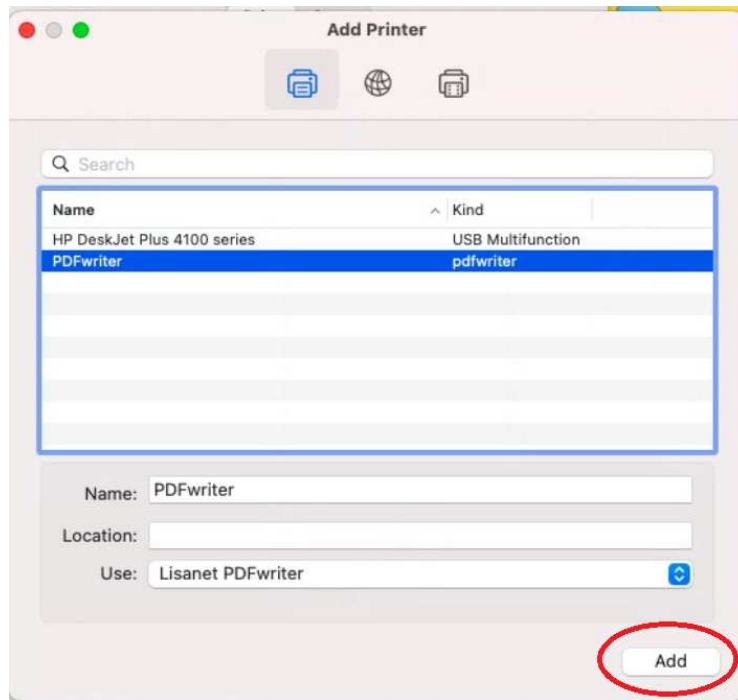 Add Printer
Search
Name Kind
HP DeskJet Plus 4100 series USB Multifunction
PDFwriter pdfwriter
Name: PDFwriter
Location:
Use: Lisanet PDFwriter
Add